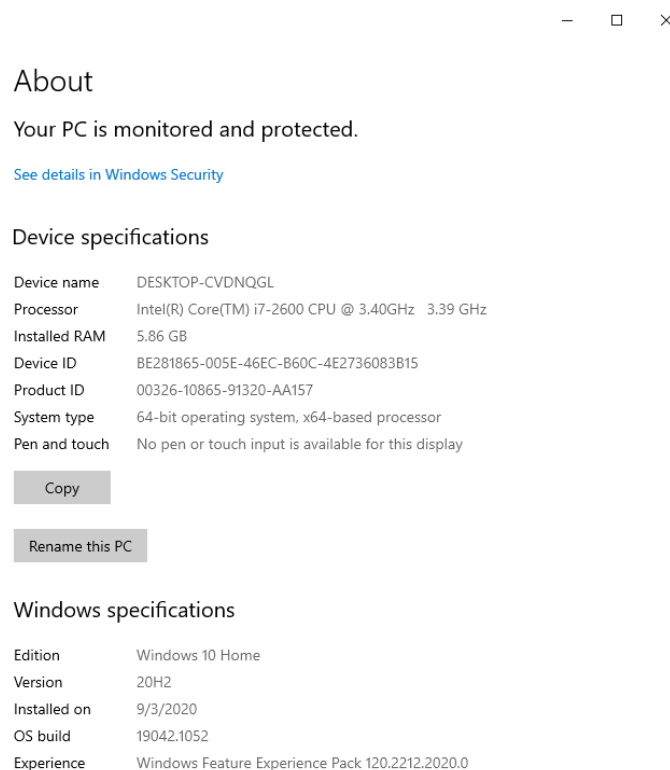 About
Your PC is monitored and protected.
See details in Windows Security
Device specifications
Device name DESKTOP-CVDNQGL
Processor Intel(R) Core(TM) i7-2600 CPU @ 3.40GHz 3.39 GHz
Installed RAM 5.86 GB
Device ID BE281865-005E-46EC-B60C-4E2736083B15
Product ID 00326-10865-91320-AA157
System type 64-bit operating system, x64-based processor
Pen and touch No pen or touch input is available for this display
Copy
Rename this PC
Windows specifications
Edition Windows 10 Home
Version 20H2
Installed on 9/3/2020
OS build 19042.1052
Experience Windows Feature Experience Pack 120.2212.2020.0